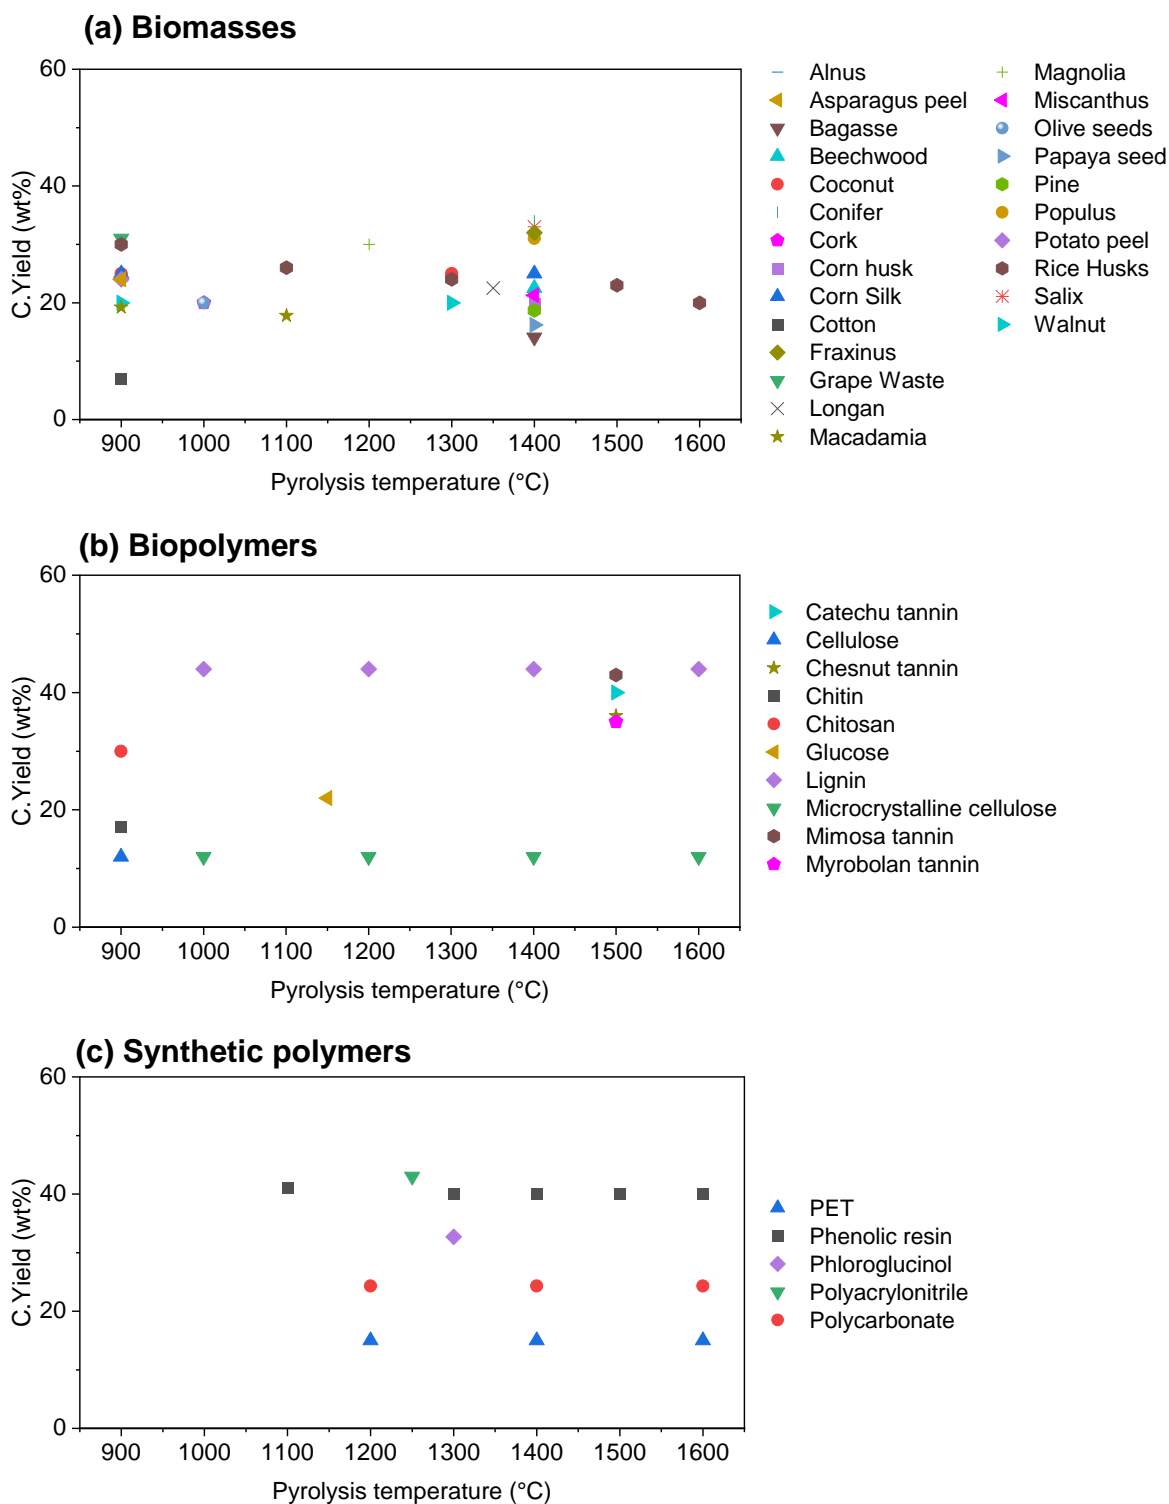 (a) Biomasses
60
40
20
0
C.Yield (wt%)
900 1000 1100 1200 1300 1400 1500 1600
Pyrolysis temperature (°C)
Alnus
Asparagus peel
Bagasse
Beechwood
Coconut
Conifer
Cork
Corn husk
Corn Silk
Cotton
Fraxinus
Grape Waste
Longan
Macadamia
Magnolia
Miscanthus
Olive seeds
Papaya seed
Pine
Populus
Potato peel
Rice Husks
Salix
Walnut
(b) Biopolymers
60
40
20
0
C.Yield (wt%)
900 1000 1100 1200 1300 1400 1500 1600
Pyrolysis temperature (°C)
Catechu tannin
Cellulose
Chesnut tannin
Chitin
Chitosan
Glucose
Lignin
Microcrystalline cellulose
Mimosa tannin
Myrobolan tannin
(c) Synthetic polymers
60
40
20
0
C.Yield (wt%)
900 1000 1100 1200 1300 1400 1500 1600
Pyrolysis temperature (°C)
PET
Phenolic resin
Phloroglucinol
Polyacrylonitrile
Polycarbonate